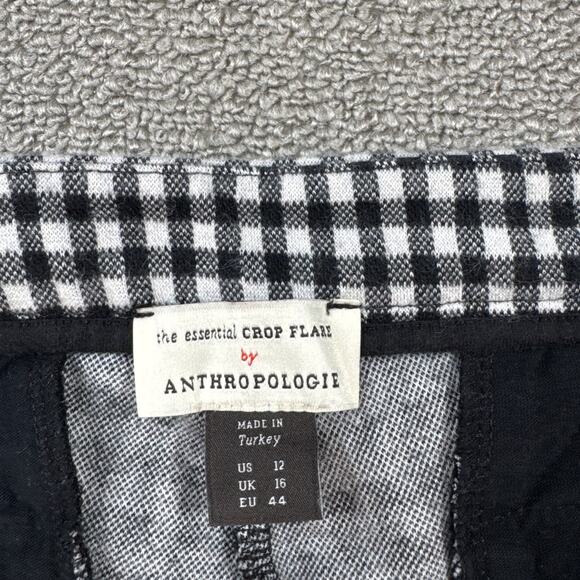 the essential CROP FLARE
by
ANTHROPOLOGIE
MADE IN
Turkey
US 12
UK 16
EU 44